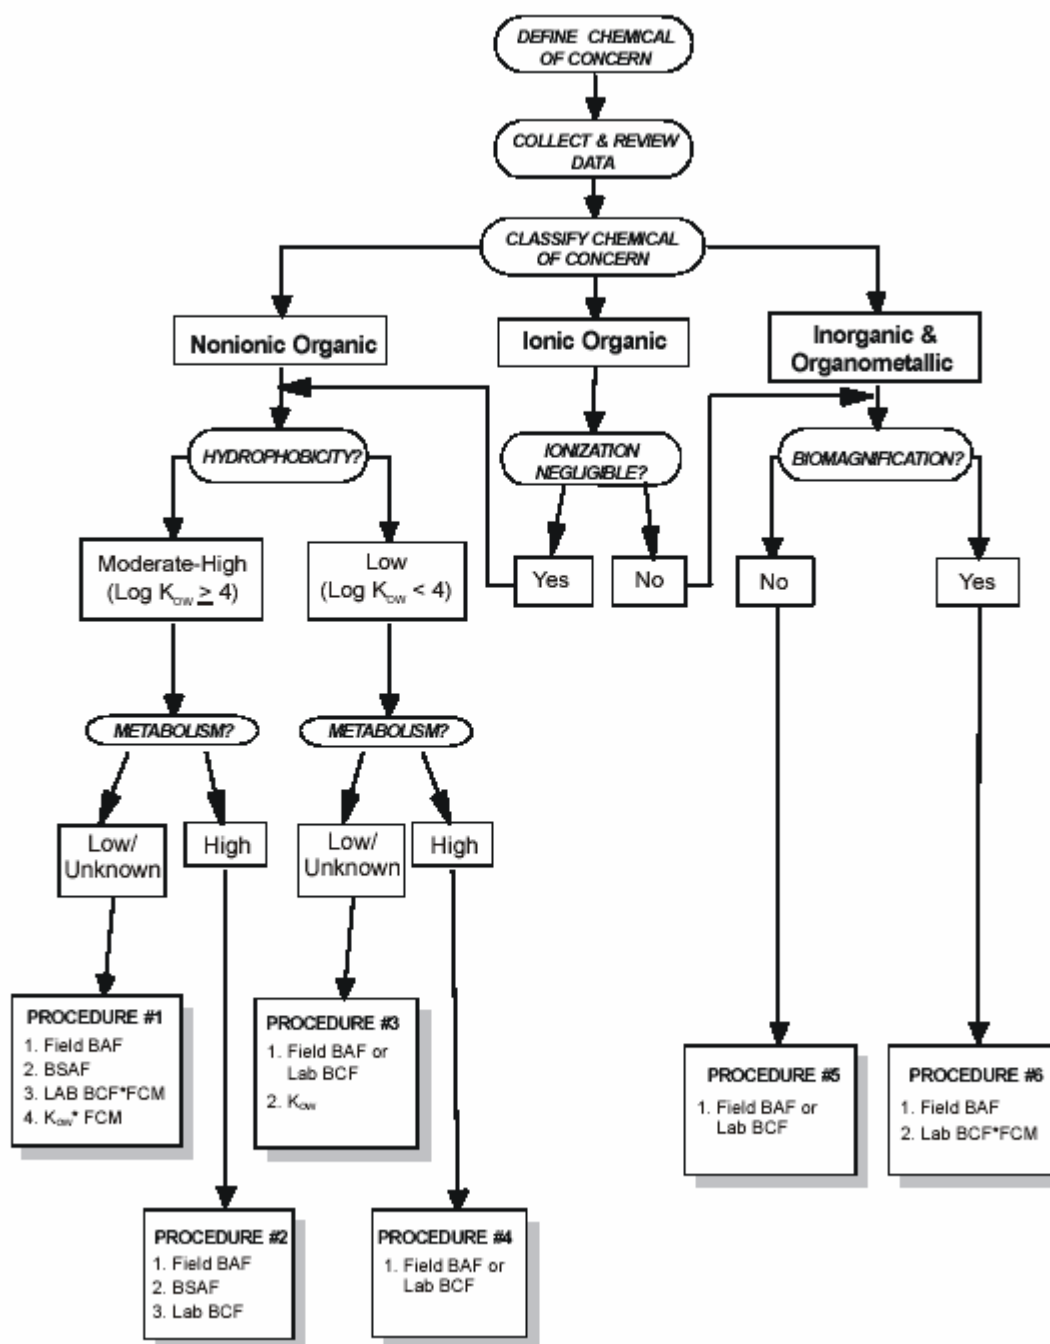 DEFINE CHEMICAL
OF CONCERN
COLLECT & REVIEW
DATA
CLASSIFY CHEMICAL
OF CONCERN
Nonionic Organic
Ionic Organic
Inorganic &
Organometallic
HYDROPHOBICITY?
IONIZATION
NEGLIGIBLE?
BIOMAGNIFICATION?
Moderate-High
(Log Kow ≥ 4)
Low
(Log Kow < 4)
Yes
No
No
Yes
METABOLISM?
METABOLISM?
Low/
Unknown
High
Low/
Unknown
High
PROCEDURE #1
1. Field BAF
2. BSAF
3. LAB BCF*FCM
4. Kow* FCM
PROCEDURE #3
1. Field BAF or
Lab BCF
2. Kow
PROCEDURE #5
1. Field BAF or
Lab BCF
PROCEDURE #6
1. Field BAF
2. Lab BCF*FCM
PROCEDURE #2
1. Field BAF
2. BSAF
3. Lab BCF
PROCEDURE #4
1. Field BAF or
Lab BCF